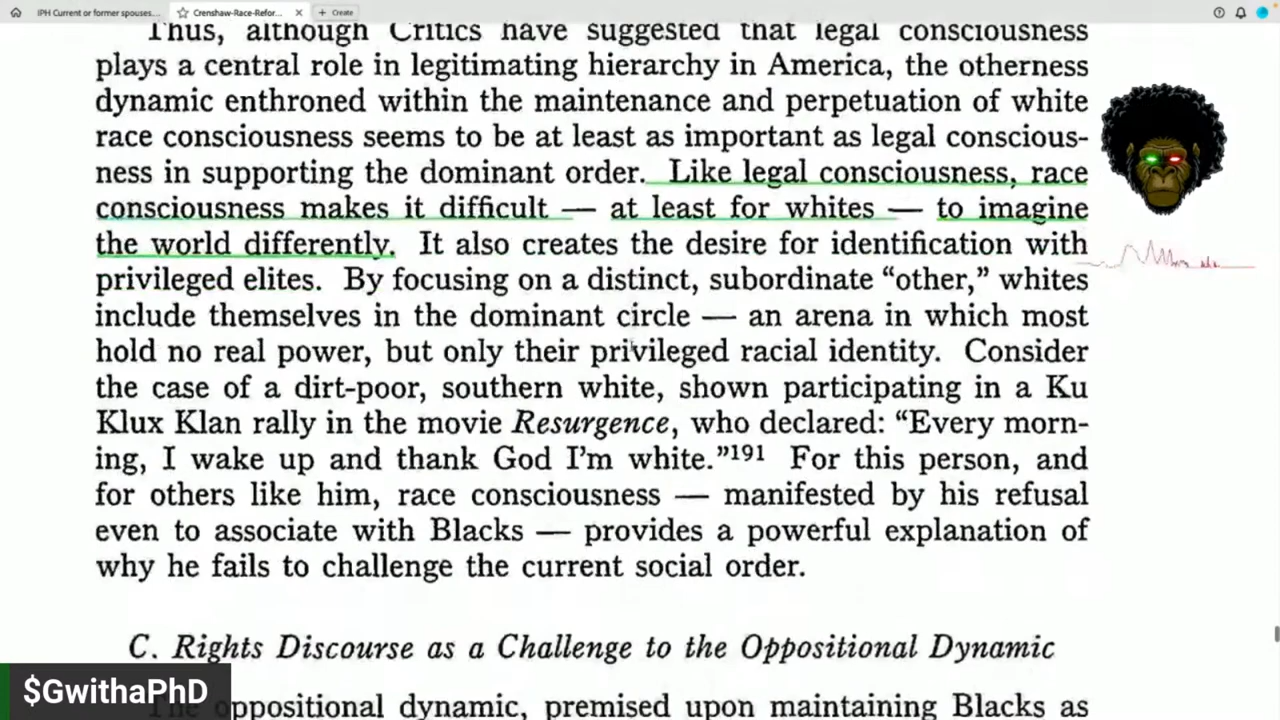 IPH Current or former spouses...
Crenshaw-Race-Refor...
Create
Thus, although Critics have suggested that legal consciousness
plays a central role in legitimating hierarchy in America, the otherness
dynamic enthroned within the maintenance and perpetuation of white
race consciousness seems to be at least as important as legal conscious-
ness in supporting the dominant order. Like legal consciousness, race
consciousness makes it difficult — at least for whites — to imagine
the world differently. It also creates the desire for identification with
privileged elites. By focusing on a distinct, subordinate “other,” whites
include themselves in the dominant circle — an arena in which most
hold no real power, but only their privileged racial identity. Consider
the case of a dirt-poor, southern white, shown participating in a Ku
Klux Klan rally in the movie Resurgence, who declared: “Every morn-
ing, I wake up and thank God I'm white.”191 For this person, and
for others like him, race consciousness — manifested by his refusal
even to associate with Blacks — provides a powerful explanation of
why he fails to challenge the current social order.
C. Rights Discourse as a Challenge to the Oppositional Dynamic
The oppositional dynamic, premised upon maintaining Blacks as
$GwithaPhD